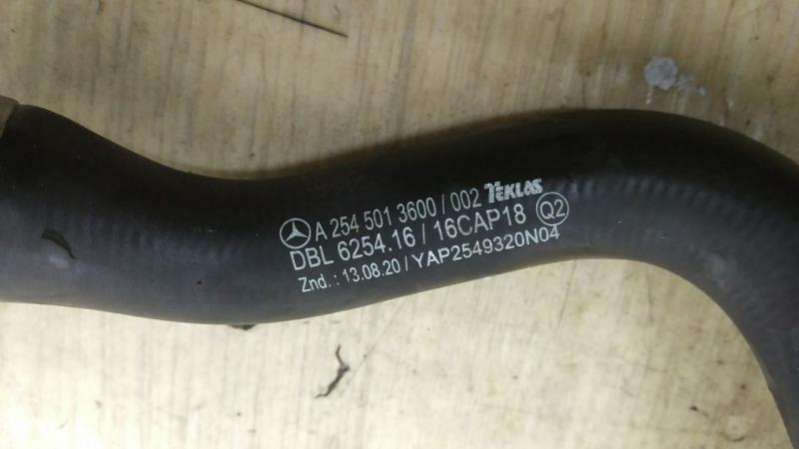 A 254 501 3600 / 002 TEKLAS
DBL 6254.16 / 16CAP18 Q2
Znd. : 13.08.20 / YAP2549320N04